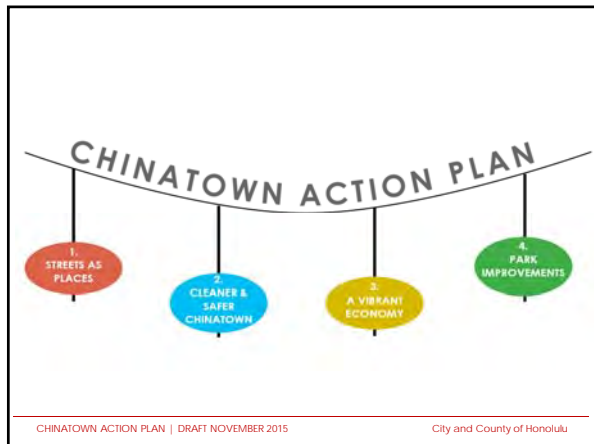 CHINATOWN ACTION PLAN
1.
STREETS AS
PLACES
2.
CLEANER &
SAFER
CHINATOWN
3.
A VIBRANT
ECONOMY
4.
PARK
IMPROVEMENTS
CHINATOWN ACTION PLAN | DRAFT NOVEMBER 2015
City and County of Honolulu